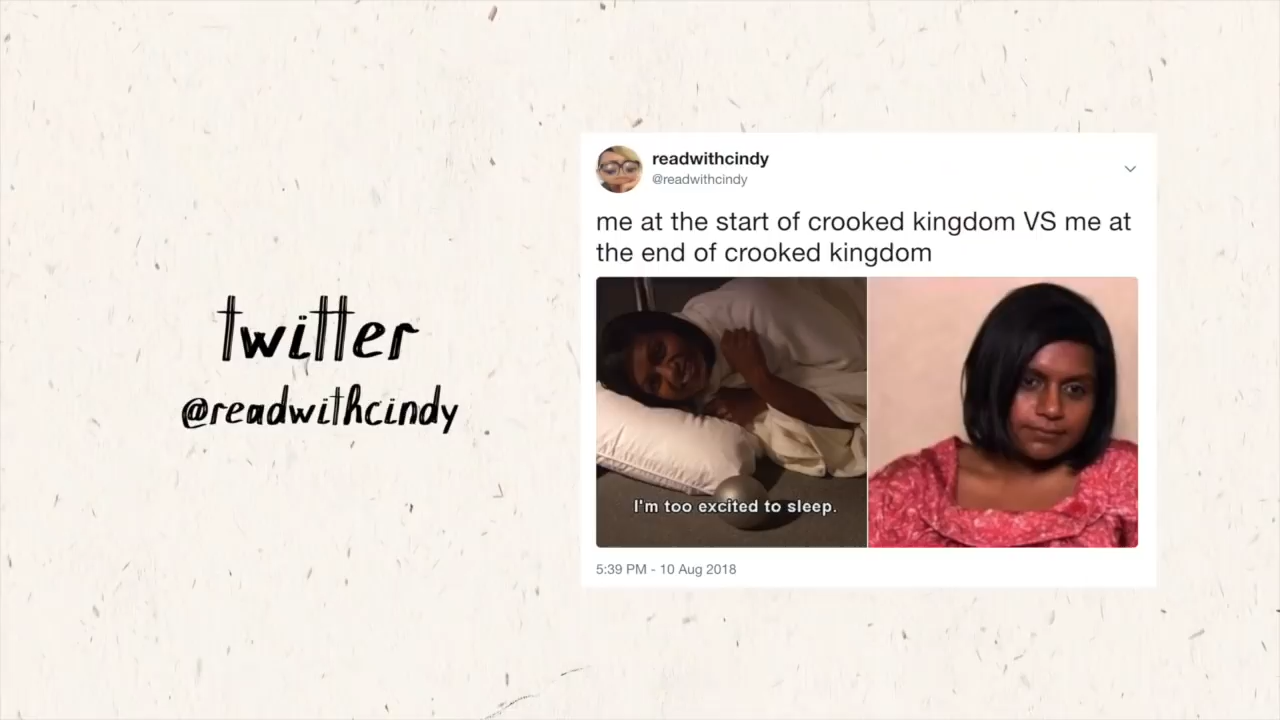 twitter
@readwithcindy
readwithcindy
@readwithcindy
me at the start of crooked kingdom VS me at
the end of crooked kingdom
I'm too excited to sleep.
5:39 PM - 10 Aug 2018